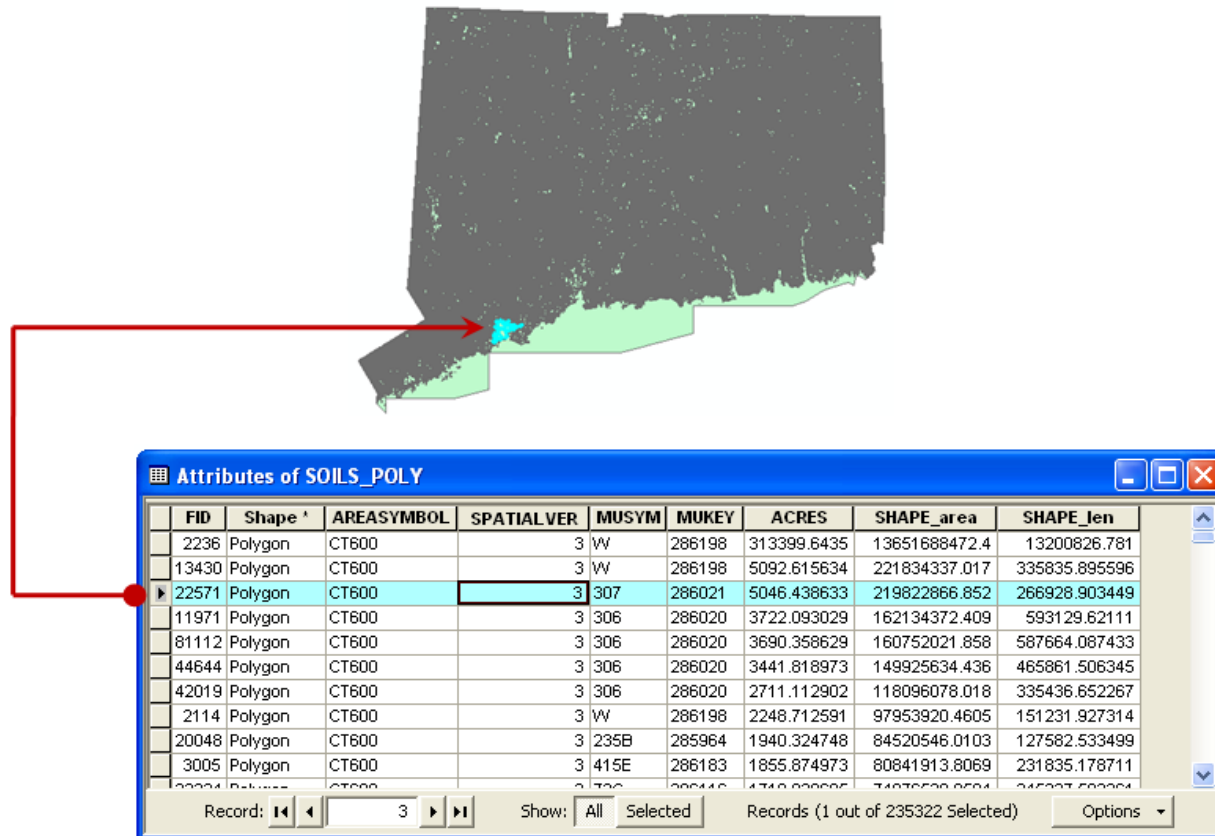 Attributes of SOILS_POLY
FID Shape * AREASYMBOL SPATIALVER MUSYM MUKEY ACRES SHAPE_area SHAPE_len
2236 Polygon CT600 3 W 286198 313399.6435 13651688472.4 13200826.781
13430 Polygon CT600 3 W 286198 5092.615634 221834337.017 335835.895596
22571 Polygon CT600 3 307 286021 5046.438633 219822866.852 266928.903449
11971 Polygon CT600 3 306 286020 3722.093029 162134372.409 593129.62111
81112 Polygon CT600 3 306 286020 3690.358629 160752021.858 587664.087433
44644 Polygon CT600 3 306 286020 3441.818973 149925634.436 465861.506345
42019 Polygon CT600 3 306 286020 2711.112902 118096078.018 335436.652267
2114 Polygon CT600 3 W 286198 2248.712591 97953920.4605 151231.927314
20048 Polygon CT600 3 235B 285964 1940.324748 84520546.0103 127582.533499
3005 Polygon CT600 3 415E 286183 1855.874973 80841913.8069 231835.178711
Record: 3 Show: All Selected Records (1 out of 235322 Selected) Options